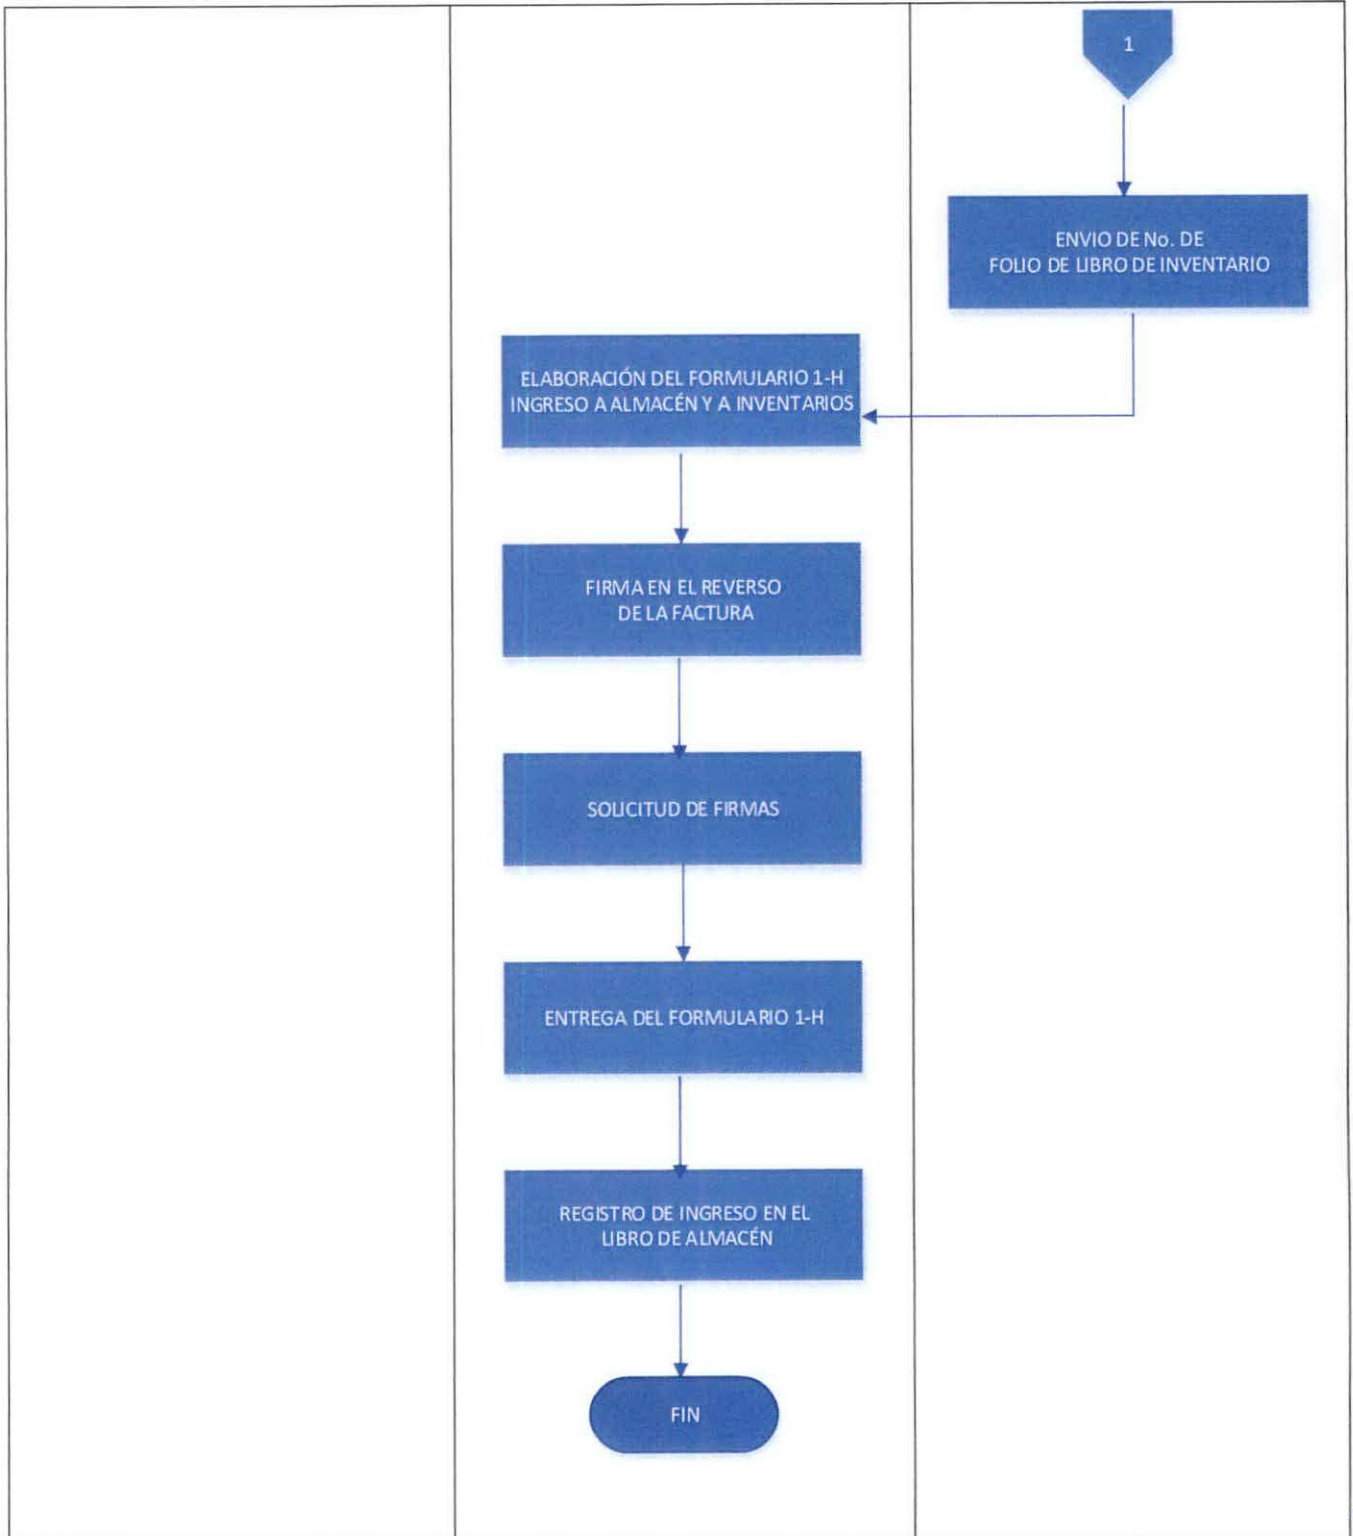 1
ENVIO DE No. DE
FOLIO DE LIBRO DE INVENTARIO
ELABORACIÓN DEL FORMULARIO 1-H
INGRESO A ALMACÉN Y A INVENTARIOS
FIRMA EN EL REVERSO
DE LA FACTURA
SOLICITUD DE FIRMAS
ENTREGA DEL FORMULARIO 1-H
REGISTRO DE INGRESO EN EL
LIBRO DE ALMACÉN
FIN